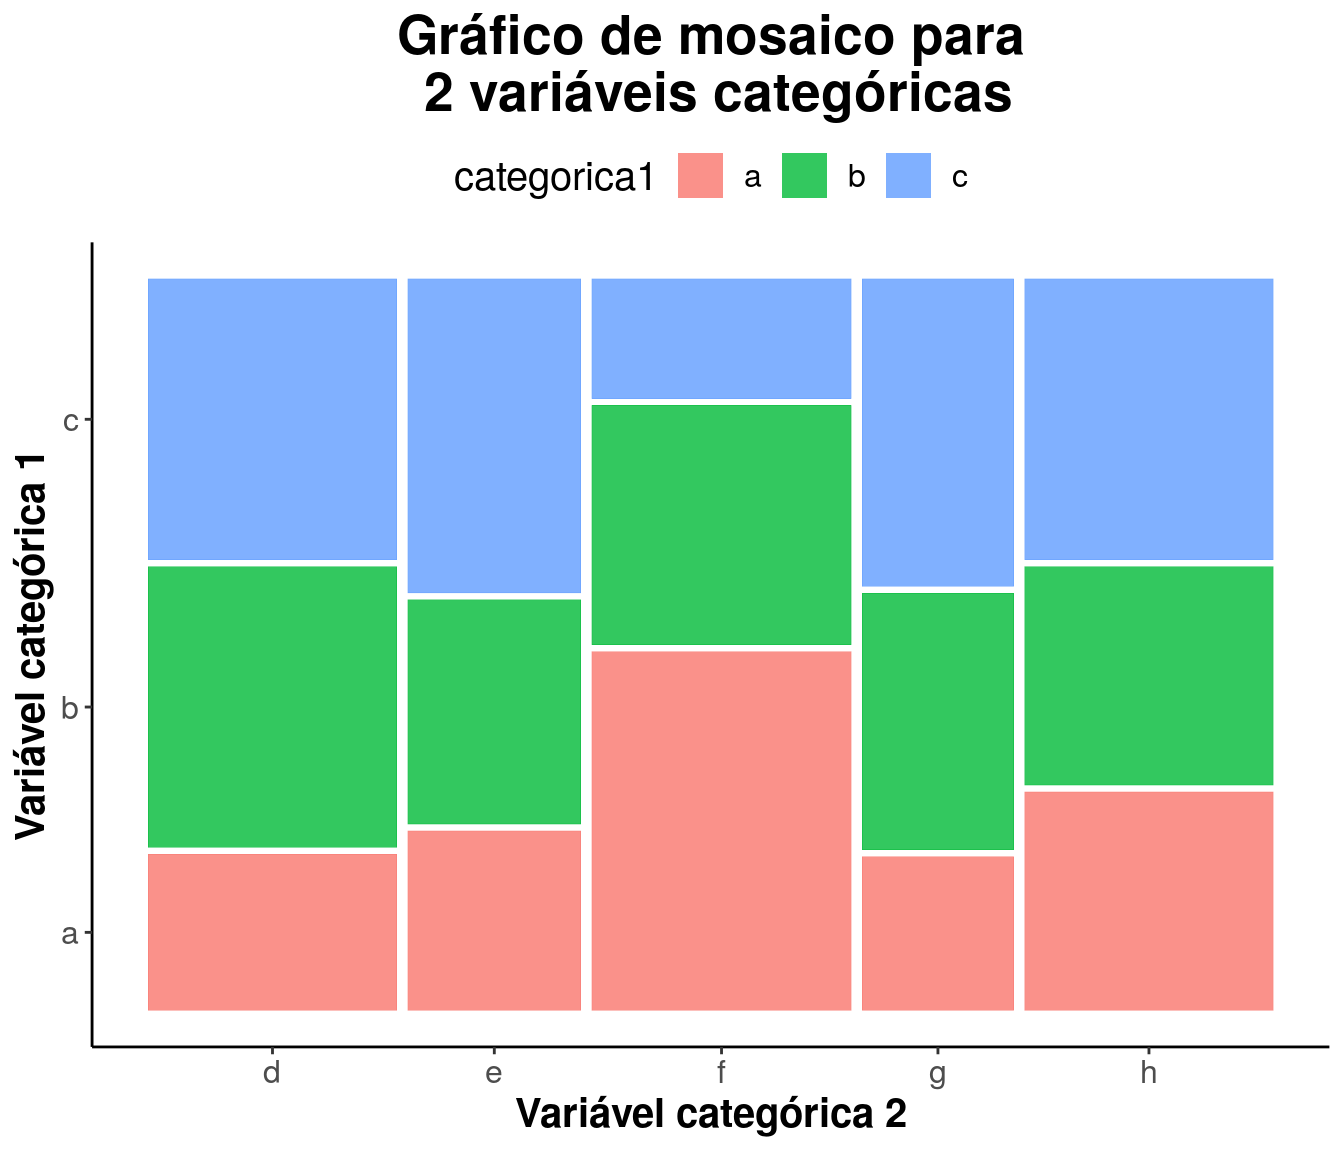 Gráfico de mosaico para
2 variáveis categóricas
categorica1 a b c
Variável categórica 1
c
b
a
d e f g h
Variável categórica 2